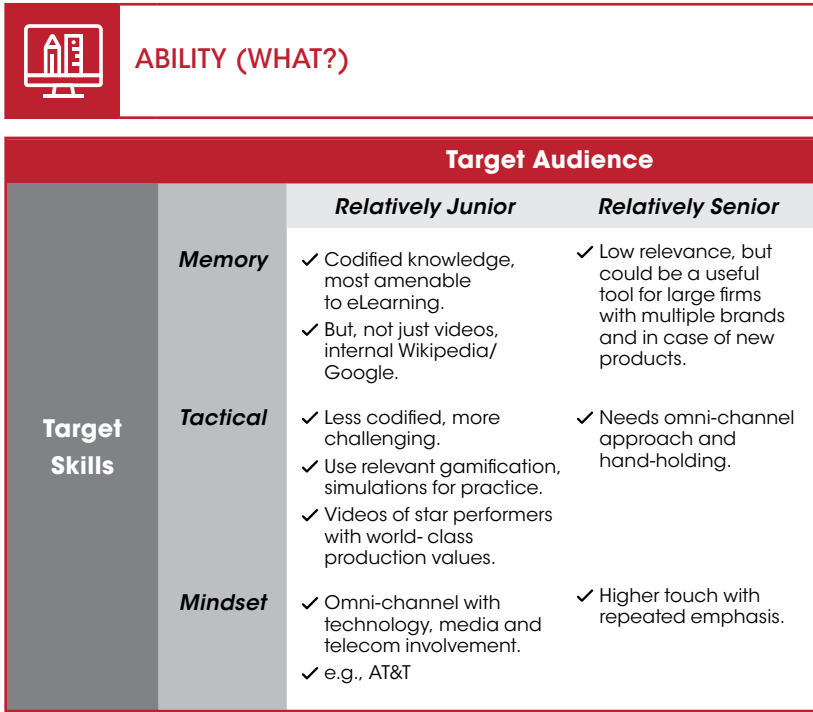 ABILITY (WHAT?)
Target Audience
Relatively Junior
Relatively Senior
Target
Skills
Memory
Codified knowledge,
most amenable
to eLearning.
But, not just videos,
internal Wikipedia/
Google.
Low relevance, but
could be a useful
tool for large firms
with multiple brands
and in case of new
products.
Tactical
Less codified, more
challenging.
Use relevant gamification,
simulations for practice.
Videos of star performers
with world- class
production values.
Needs omni-channel
approach and
hand-holding.
Mindset
Omni-channel with
technology, media and
telecom involvement.
e.g., AT&T
Higher touch with
repeated emphasis.